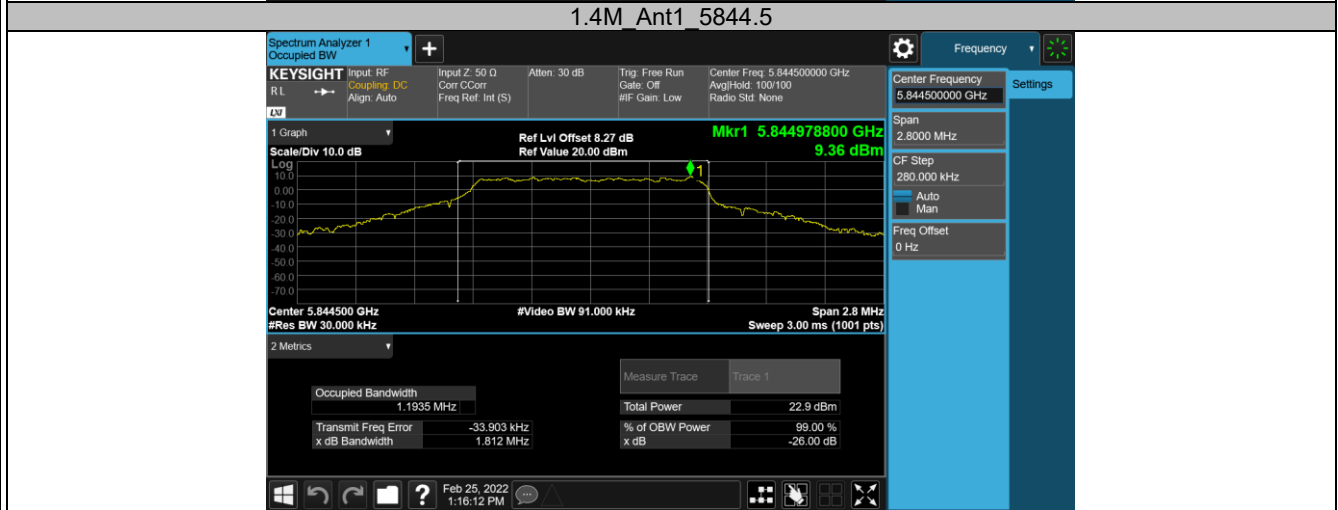 1.4M_Ant1_5844.5
Spectrum Analyzer 1
Occupied BW
+
Frequency
KEYSIGHT
R L
LXI
Input: RF
Coupling: DC
Align: Auto
Input Z: 50 Ω
Corr CCorr
Freq Ref: Int (S)
Atten: 30 dB
Trig: Free Run
Gate: Off
#IF Gain: Low
Center Freq: 5.844500000 GHz
Avg|Hold: 100/100
Radio Std: None
Center Frequency
5.844500000 GHz
Settings
Span
2.8000 MHz
CF Step
280.000 kHz
Auto
Man
Freq Offset
0 Hz
1 Graph
Scale/Div 10.0 dB
Ref Lvl Offset 8.27 dB
Ref Value 20.00 dBm
Mkr1 5.844978800 GHz
9.36 dBm
Log
10.0
0.00
-10.0
-20.0
-30.0
-40.0
-50.0
-60.0
-70.0
1
Center 5.844500 GHz
#Res BW 30.000 kHz
#Video BW 91.000 kHz
Span 2.8 MHz
Sweep 3.00 ms (1001 pts)
2 Metrics
Measure Trace Trace 1
Occupied Bandwidth
1.1935 MHz
Total Power 22.9 dBm
Transmit Freq Error -33.903 kHz
% of OBW Power 99.00 %
x dB Bandwidth 1.812 MHz
x dB -26.00 dB
?
Feb 25, 2022
1:16:12 PM